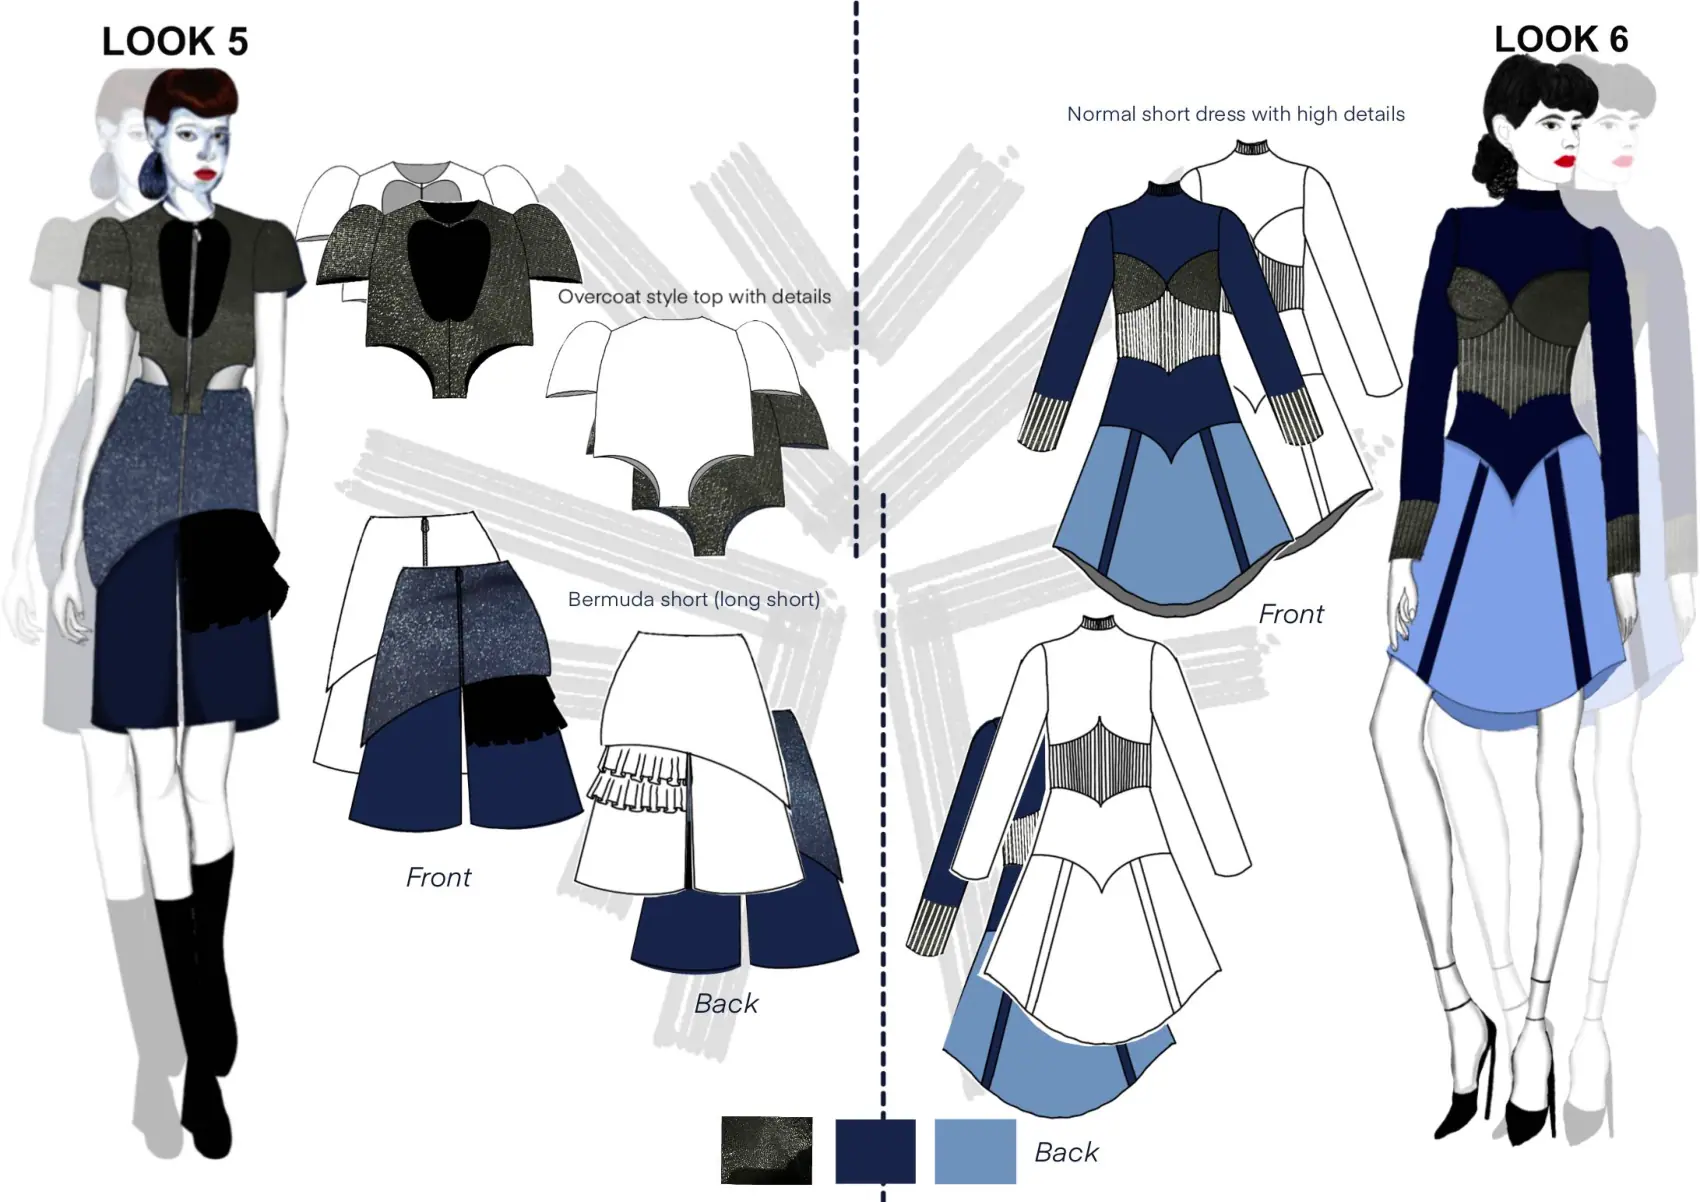 LOOK 5
LOOK 6
Normal short dress with high details
Overcoat style top with details
Bermuda short (long short)
Front
Front
Back
Back